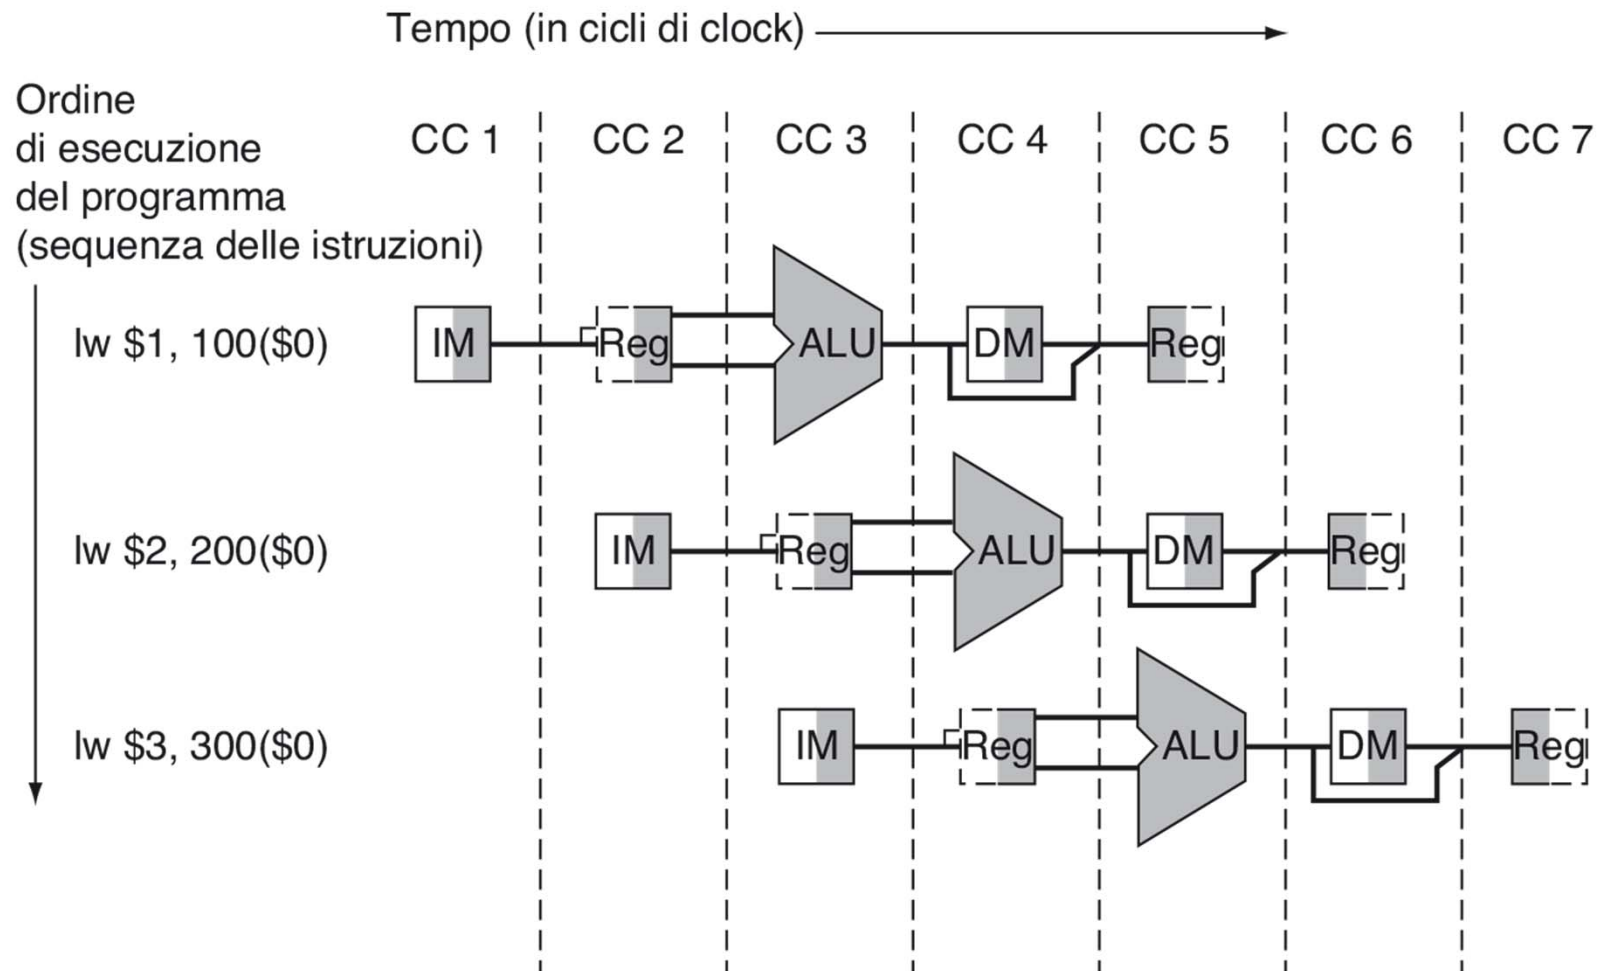 Tempo (in cicli di clock)
Ordine
di esecuzione
del programma
(sequenza delle istruzioni)
CC 1 CC 2 CC 3 CC 4 CC 5 CC 6 CC 7
lw $1, 100($0) IM Reg ALU DM Reg
lw $2, 200($0) IM Reg ALU DM Reg
lw $3, 300($0) IM Reg ALU DM Reg